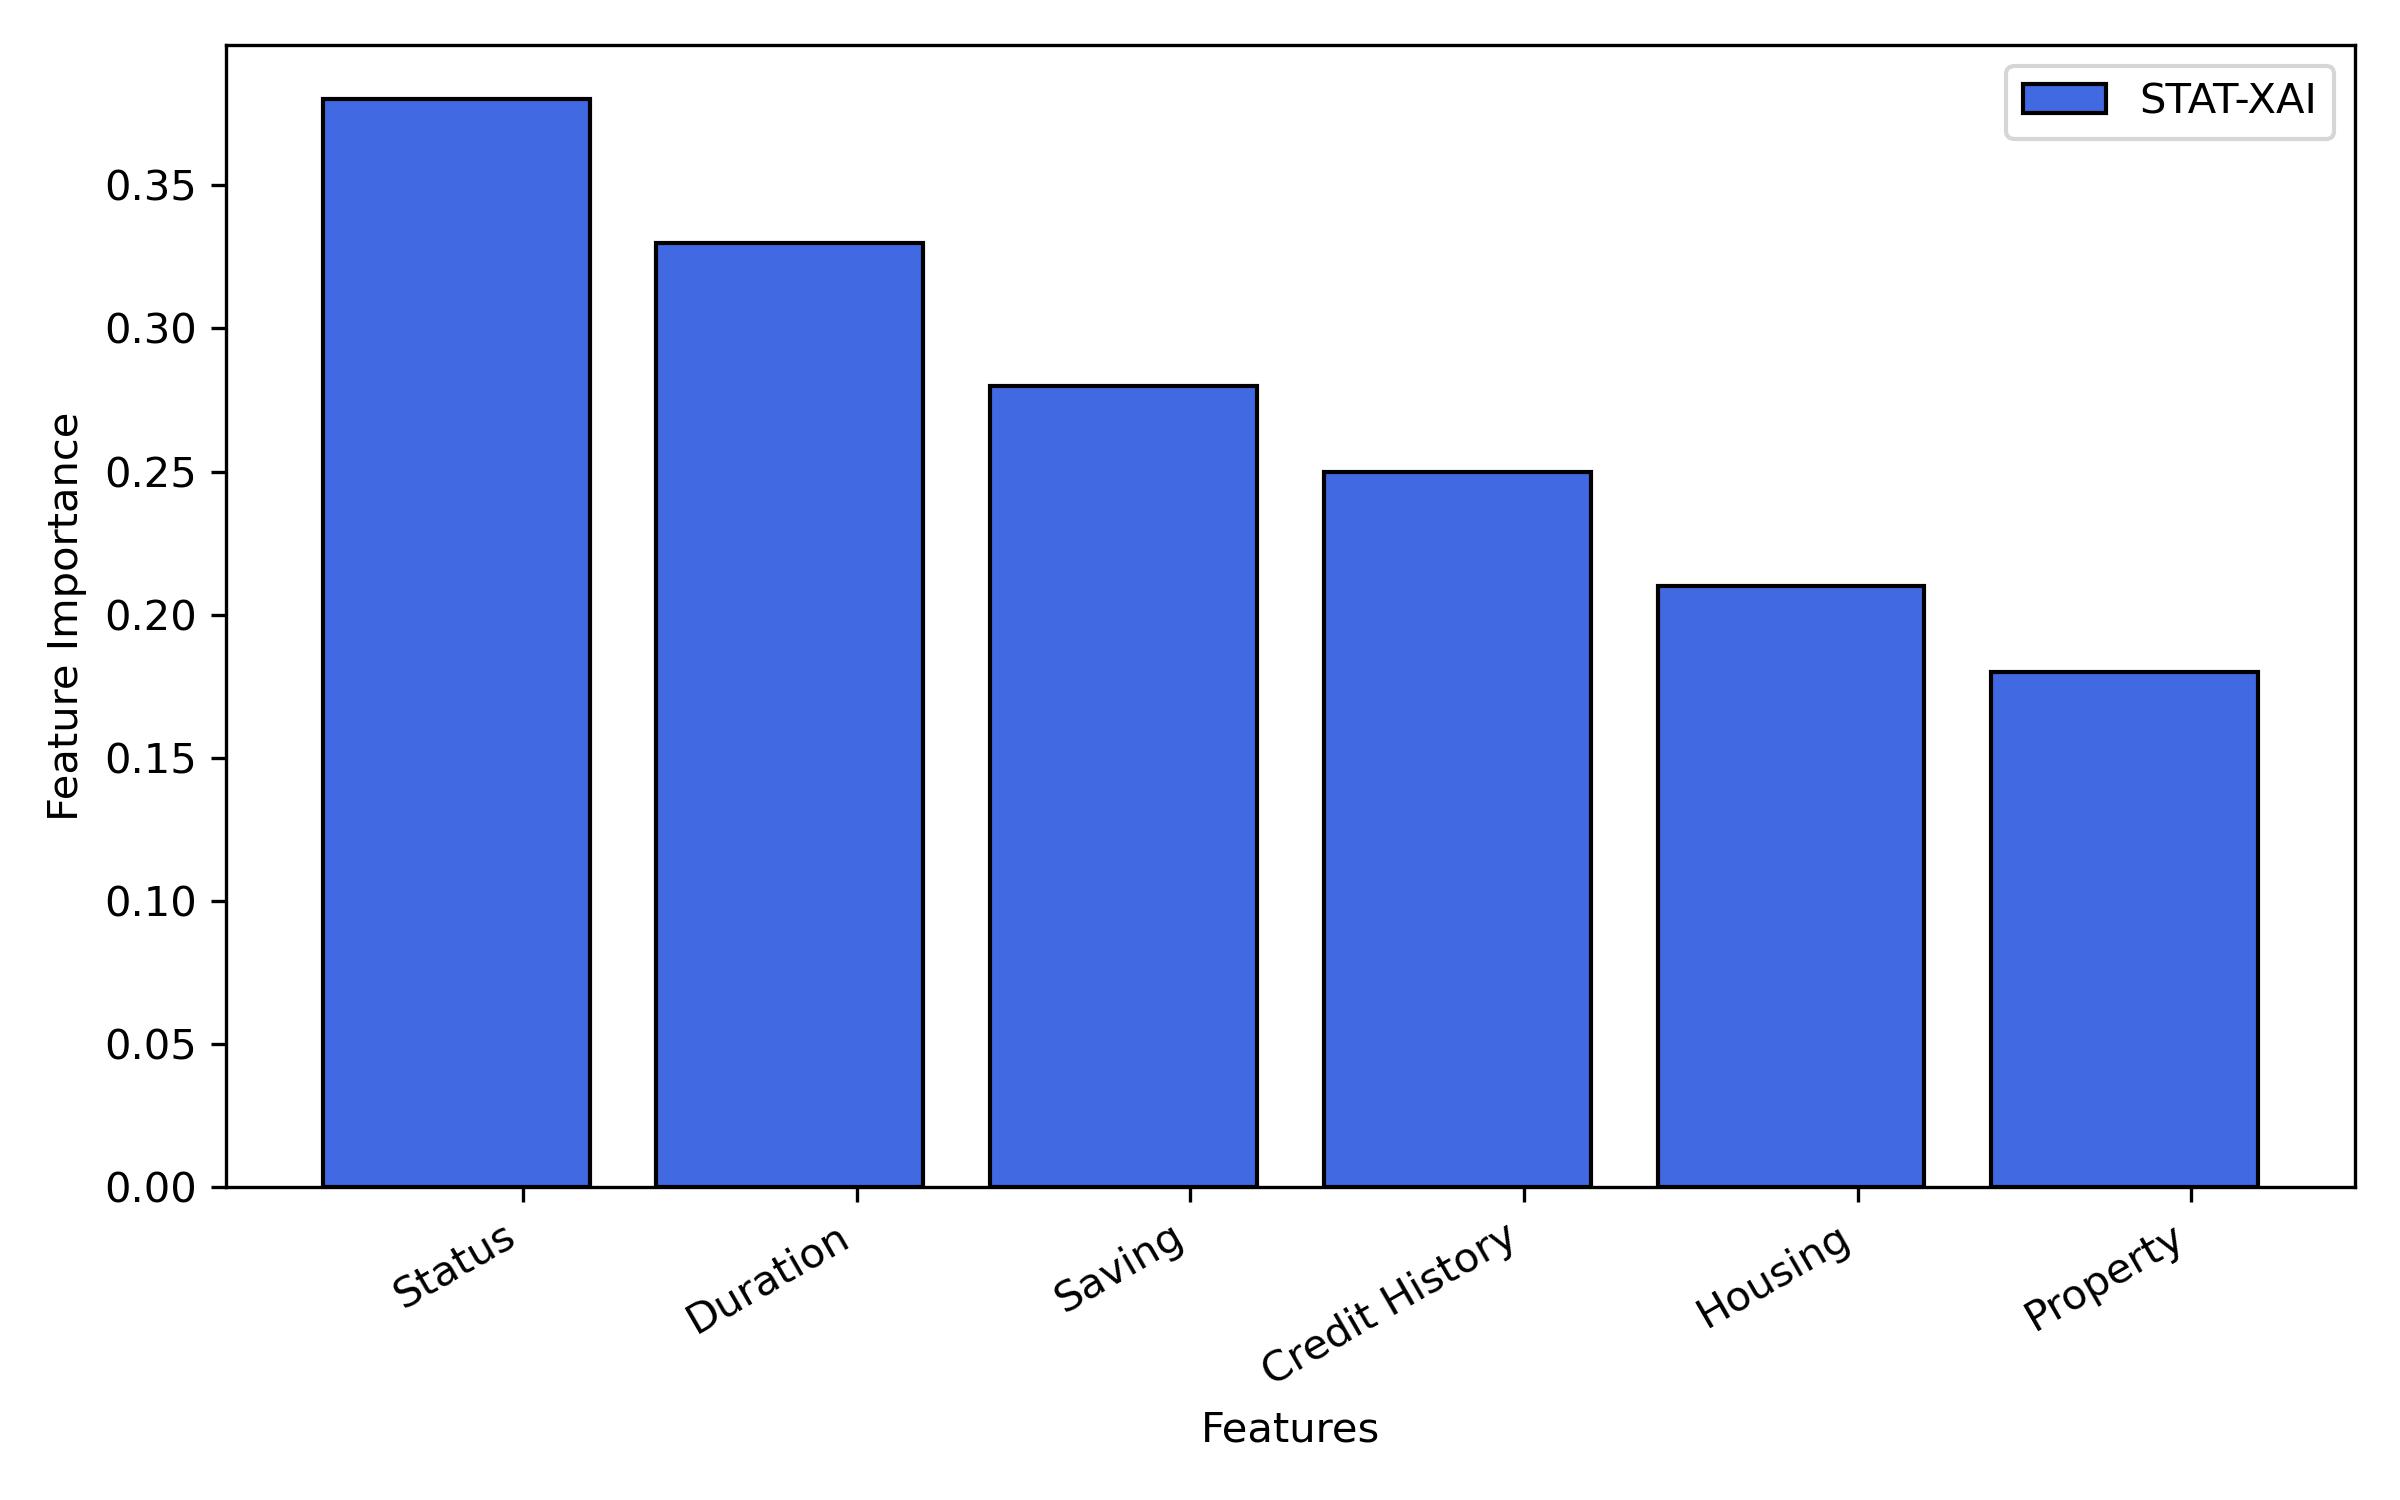 STAT-XAI
0.35
0.30
0.25
0.20
0.15
0.10
0.05
0.00
Feature Importance
Status
Duration
Saving
Credit History
Housing
Property
Features